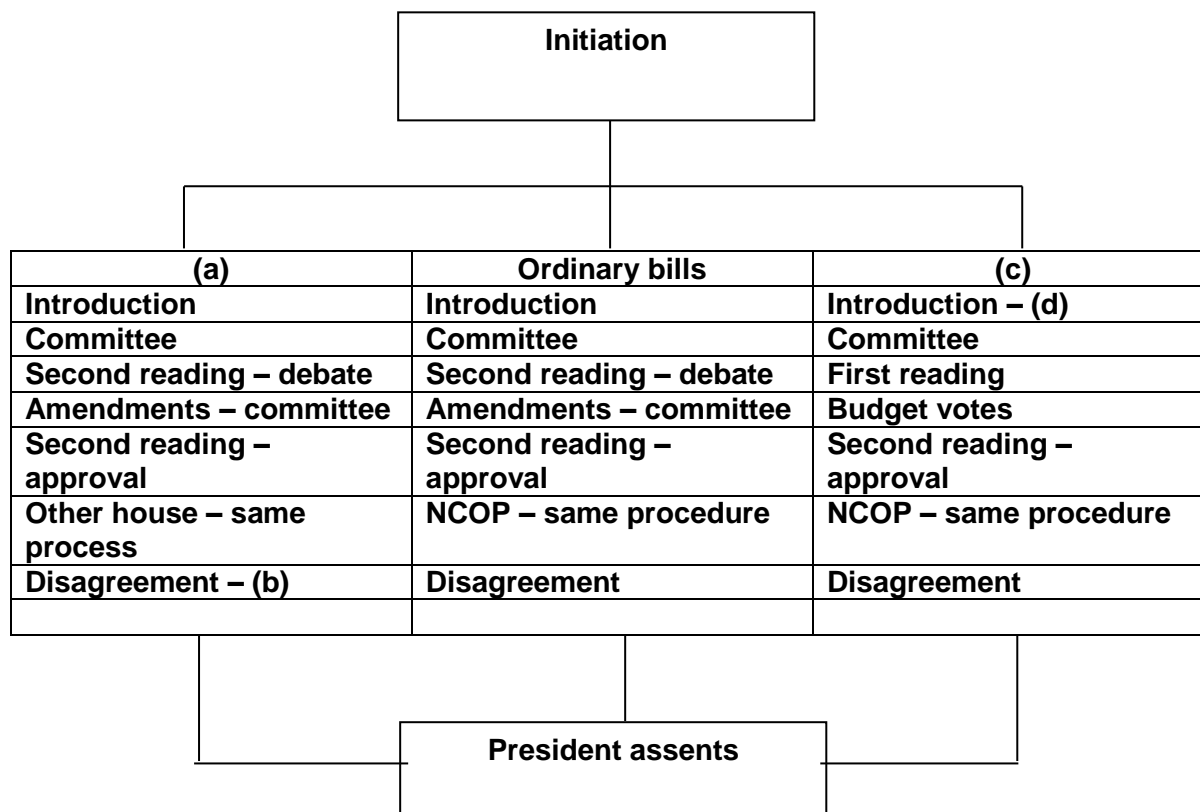 Initiation
(a) Ordinary bills (c)
Introduction Introduction Introduction – (d)
Committee Committee Committee
Second reading – debate Second reading – debate First reading
Amendments – committee Amendments – committee Budget votes
Second reading – Second reading – Second reading –
approval approval approval
Other house – same NCOP – same procedure NCOP – same procedure
process
Disagreement – (b) Disagreement Disagreement
President assents